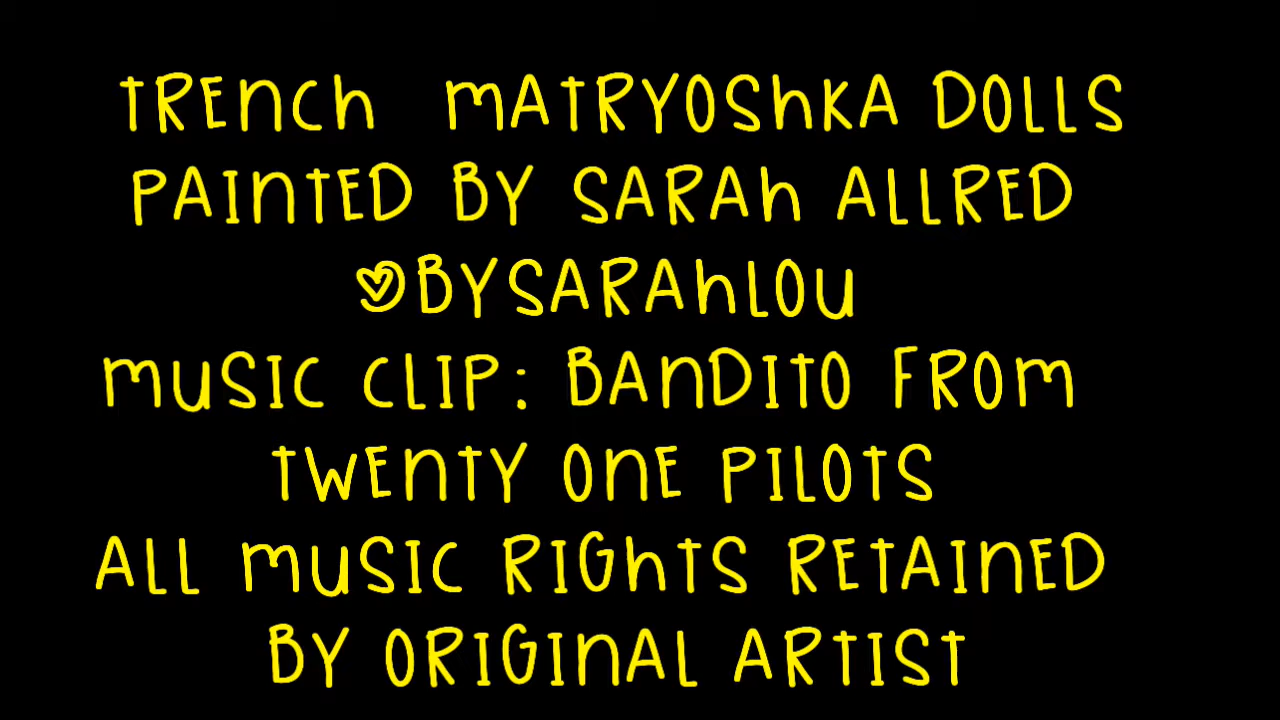 TRENCH MATRYOSHKA DOLLS
PAINTED BY SARAH ALLRED
@BYSARAHLOU
MUSIC CLIP: BANDITO FROM
TWENTY ONE PILOTS
ALL MUSIC RIGHTS RETAINED
BY ORIGINAL ARTIST